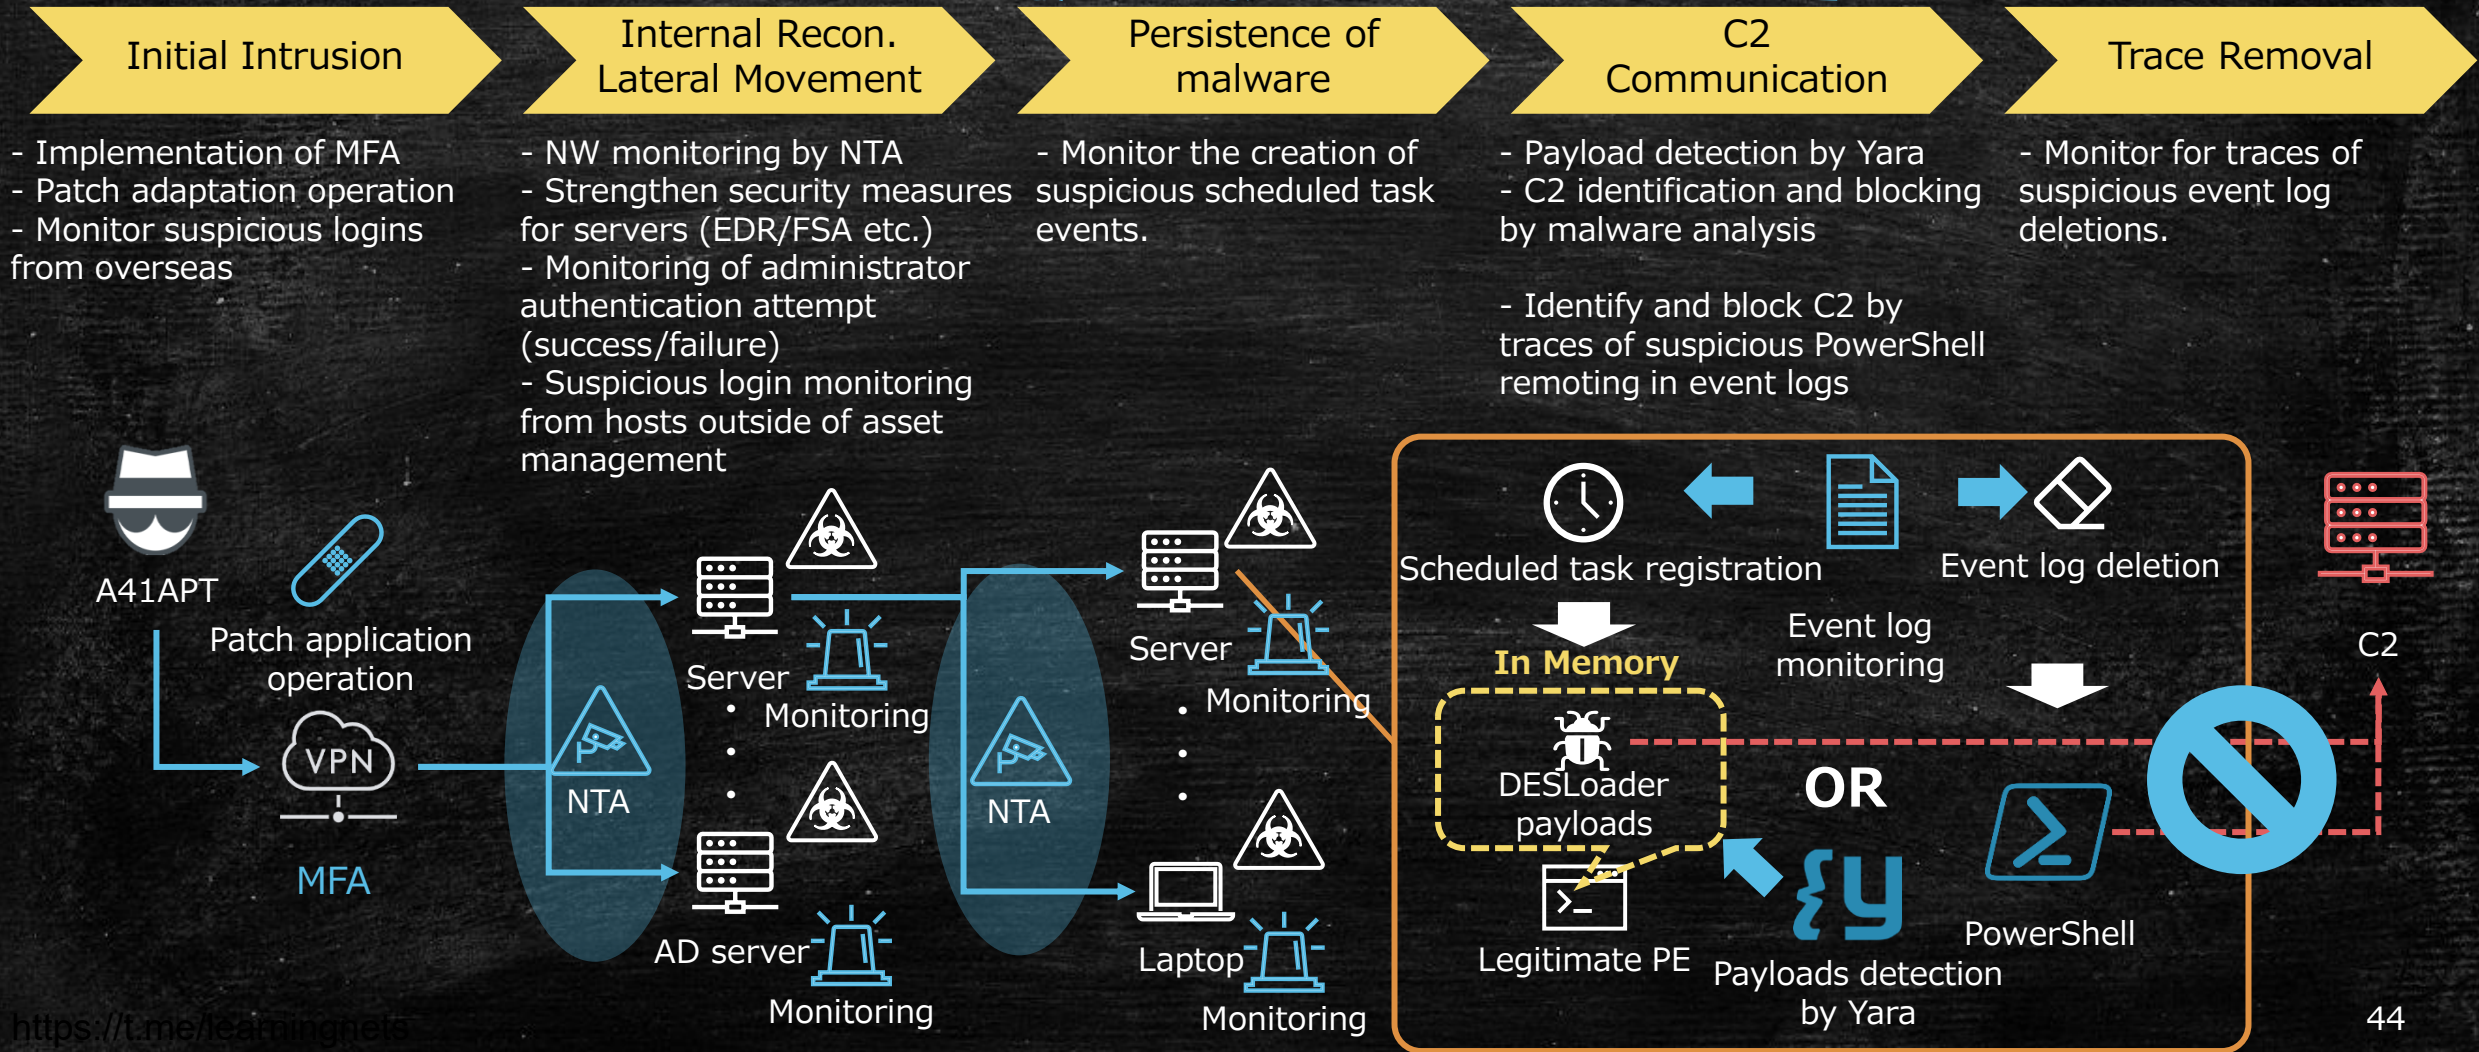 Initial Intrusion
Internal Recon.
Lateral Movement
Persistence of
malware
C2
Communication
Trace Removal
- Implementation of MFA
- Patch adaptation operation
- Monitor suspicious logins
from overseas
- NW monitoring by NTA
- Strengthen security measures
for servers (EDR/FSA etc.)
- Monitoring of administrator
authentication attempt
(success/failure)
- Suspicious login monitoring
from hosts outside of asset
management
- Monitor the creation of
suspicious scheduled task
events.
- Payload detection by Yara
- C2 identification and blocking
by malware analysis
- Identify and block C2 by
traces of suspicious PowerShell
remoting in event logs
- Monitor for traces of
suspicious event log
deletions.
A41APT
Patch application
operation
VPN
MFA
NTA
Server
Monitoring
AD server
Monitoring
NTA
Server
Monitoring
Laptop
Monitoring
Scheduled task registration
Event log deletion
Event log
monitoring
In Memory
DESLoader
payloads
OR
Legitimate PE
{y
Payloads detection
by Yara
PowerShell
C2
https://t.me/learningnets
44